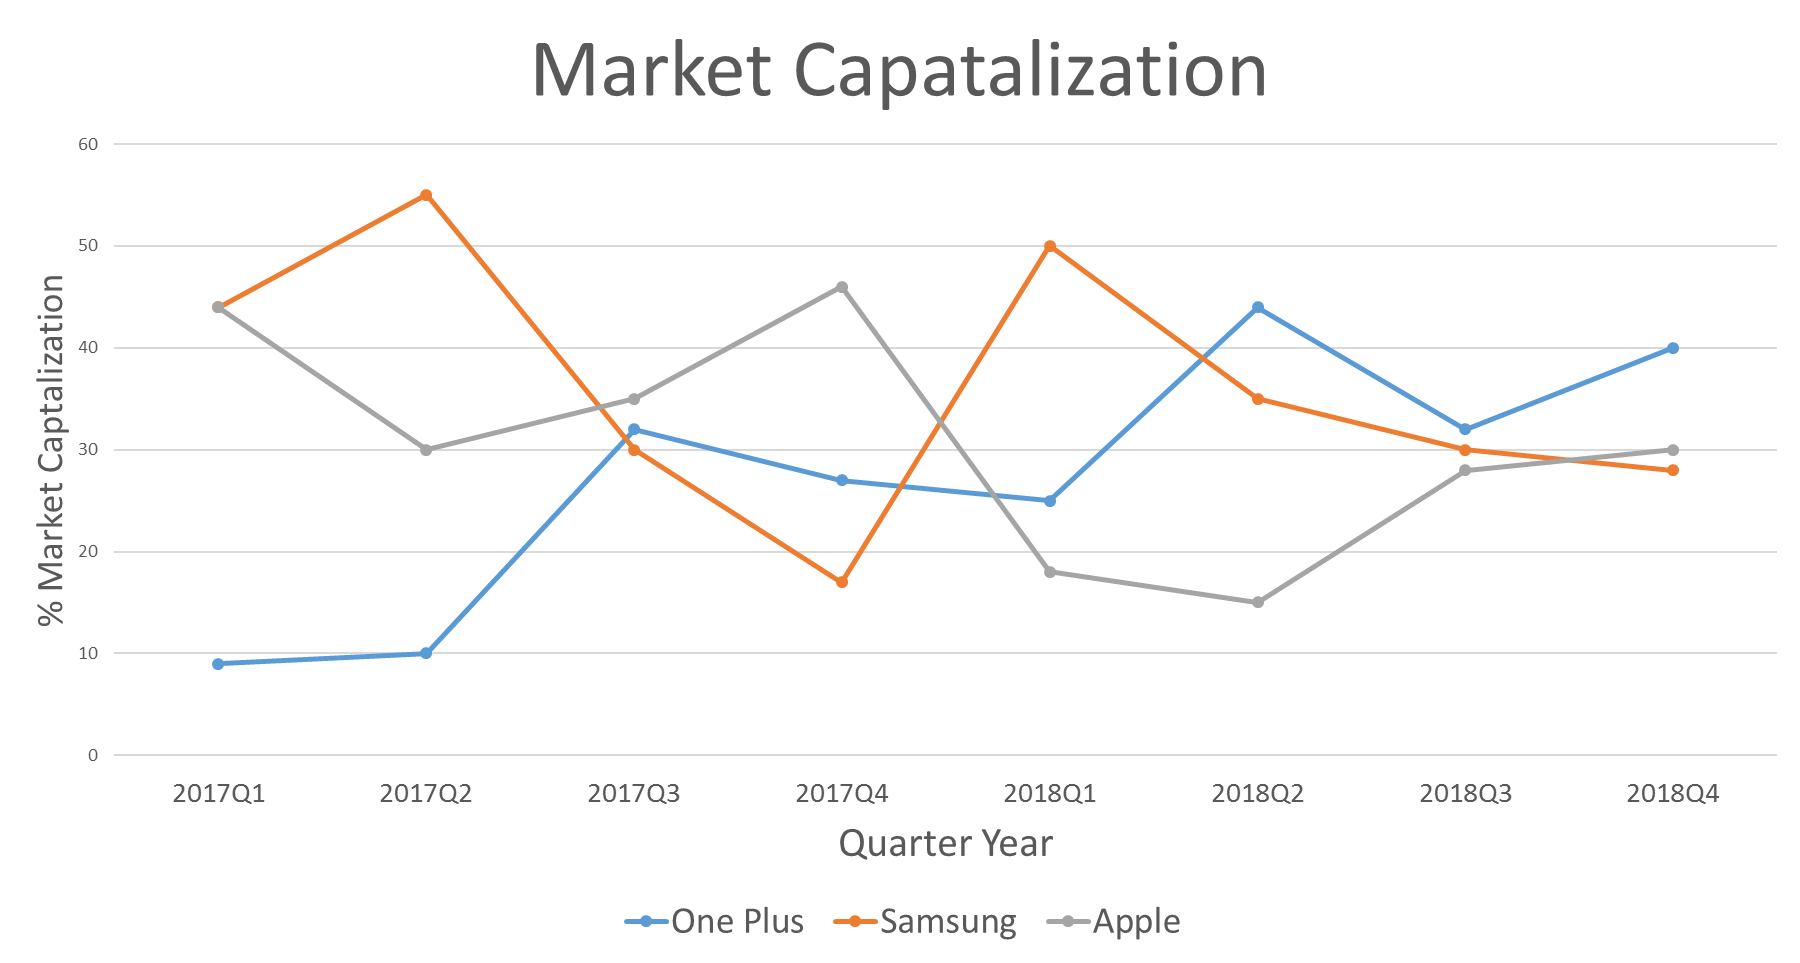 Market Capatalization
60
50
40
30
20
10
0
% Market Captalization
2017Q1 2017Q2 2017Q3 2017Q4 2018Q1 2018Q2 2018Q3 2018Q4
Quarter Year
One Plus Samsung Apple